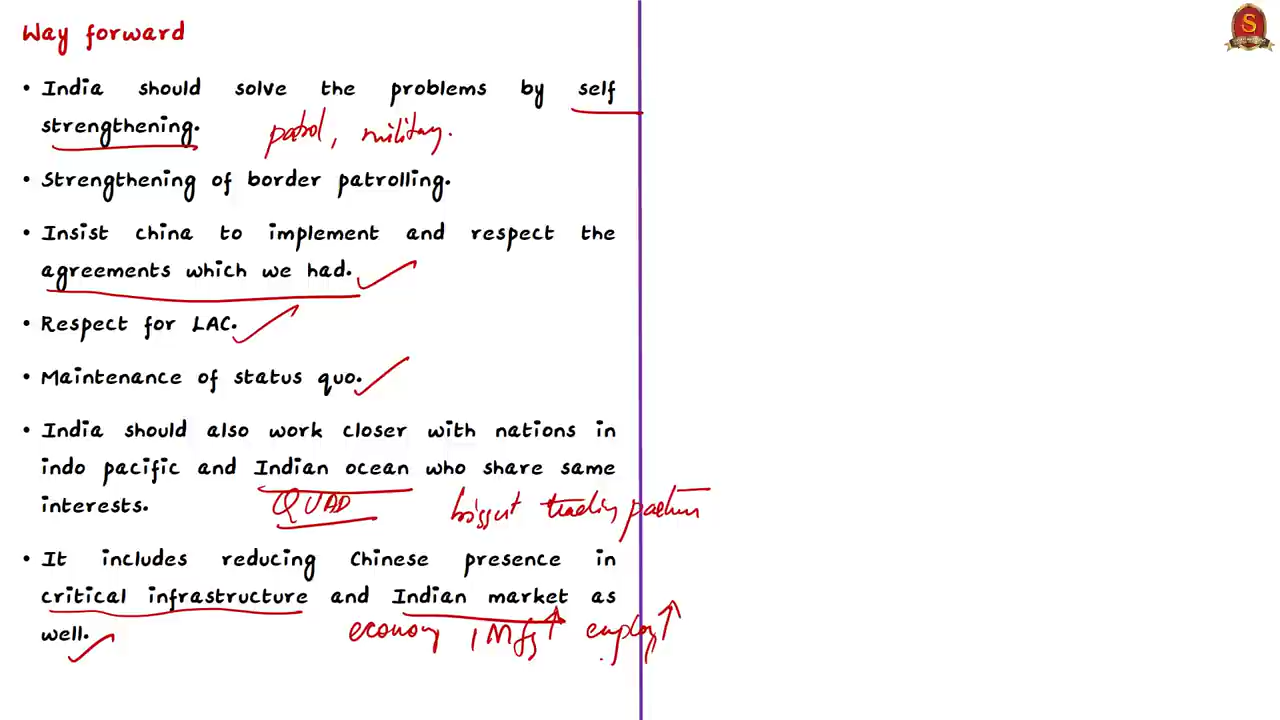 Way forward
• India should solve the problems by self
strengthening. patrol, military.
• Strengthening of border patrolling.
• Insist china to implement and respect the
agreements which we had.
• Respect for LAC.
• Maintenance of status quo.
• India should also work closer with nations in
indo pacific and Indian ocean who share same
interests. QUAD biggest trading partner
• It includes reducing Chinese presence in
critical infrastructure and Indian market as
well. economy, Mfg↑ employ↑
S